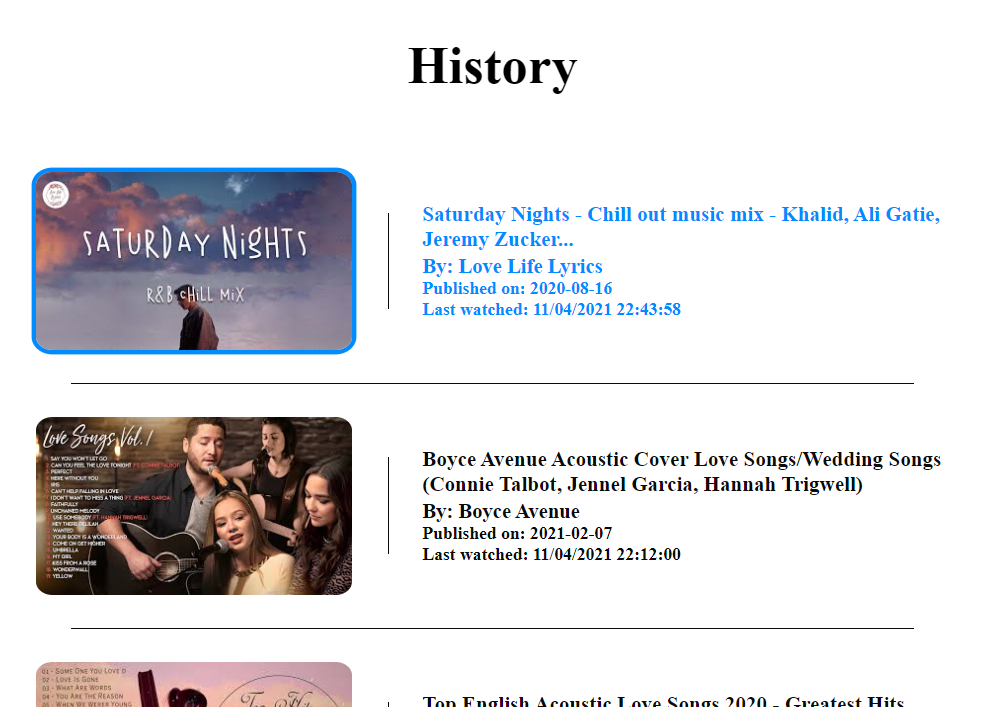 History
SATURDAY NIGHTS
R&B CHILL MIX
Saturday Nights - Chill out music mix - Khalid, Ali Gatie,
Jeremy Zucker...
By: Love Life Lyrics
Published on: 2020-08-16
Last watched: 11/04/2021 22:43:58
Love Songs Vol. 1
SAY YOU WON'T LET GO
CAN YOU FEEL THE LOVE TONIGHT (FT. CONNIE TALBOT)
PERFECT
HERE WITHOUT YOU
IRIS
CAN'T HELP FALLING IN LOVE
I DON'T WANT TO MISS A THING (FT. JENNEL GARCIA)
FAITHFULLY
UNCHAINED MELODY
USE SOMEBODY (FT. HANNAH TRIGWELL)
HEY THERE DELILAH
WANTED
YOUR BODY IS A WONDERLAND
COME ON GET HIGHER
UMBRELLA
MY GIRL
KISS FROM A ROSE
WONDERWALL
YELLOW
Boyce Avenue Acoustic Cover Love Songs/Wedding Songs
(Connie Talbot, Jennel Garcia, Hannah Trigwell)
By: Boyce Avenue
Published on: 2021-02-07
Last watched: 11/04/2021 22:12:00
01 - SOME ONE YOU LOVE D
02 - LOVE IS GONE
03 - WHAT ARE WORDS
04 - YOU ARE THE REASON
05 - WHEN WE WERER YOUNG
Top Hits
Top English Acoustic Love Songs 2020 - Greatest Hits